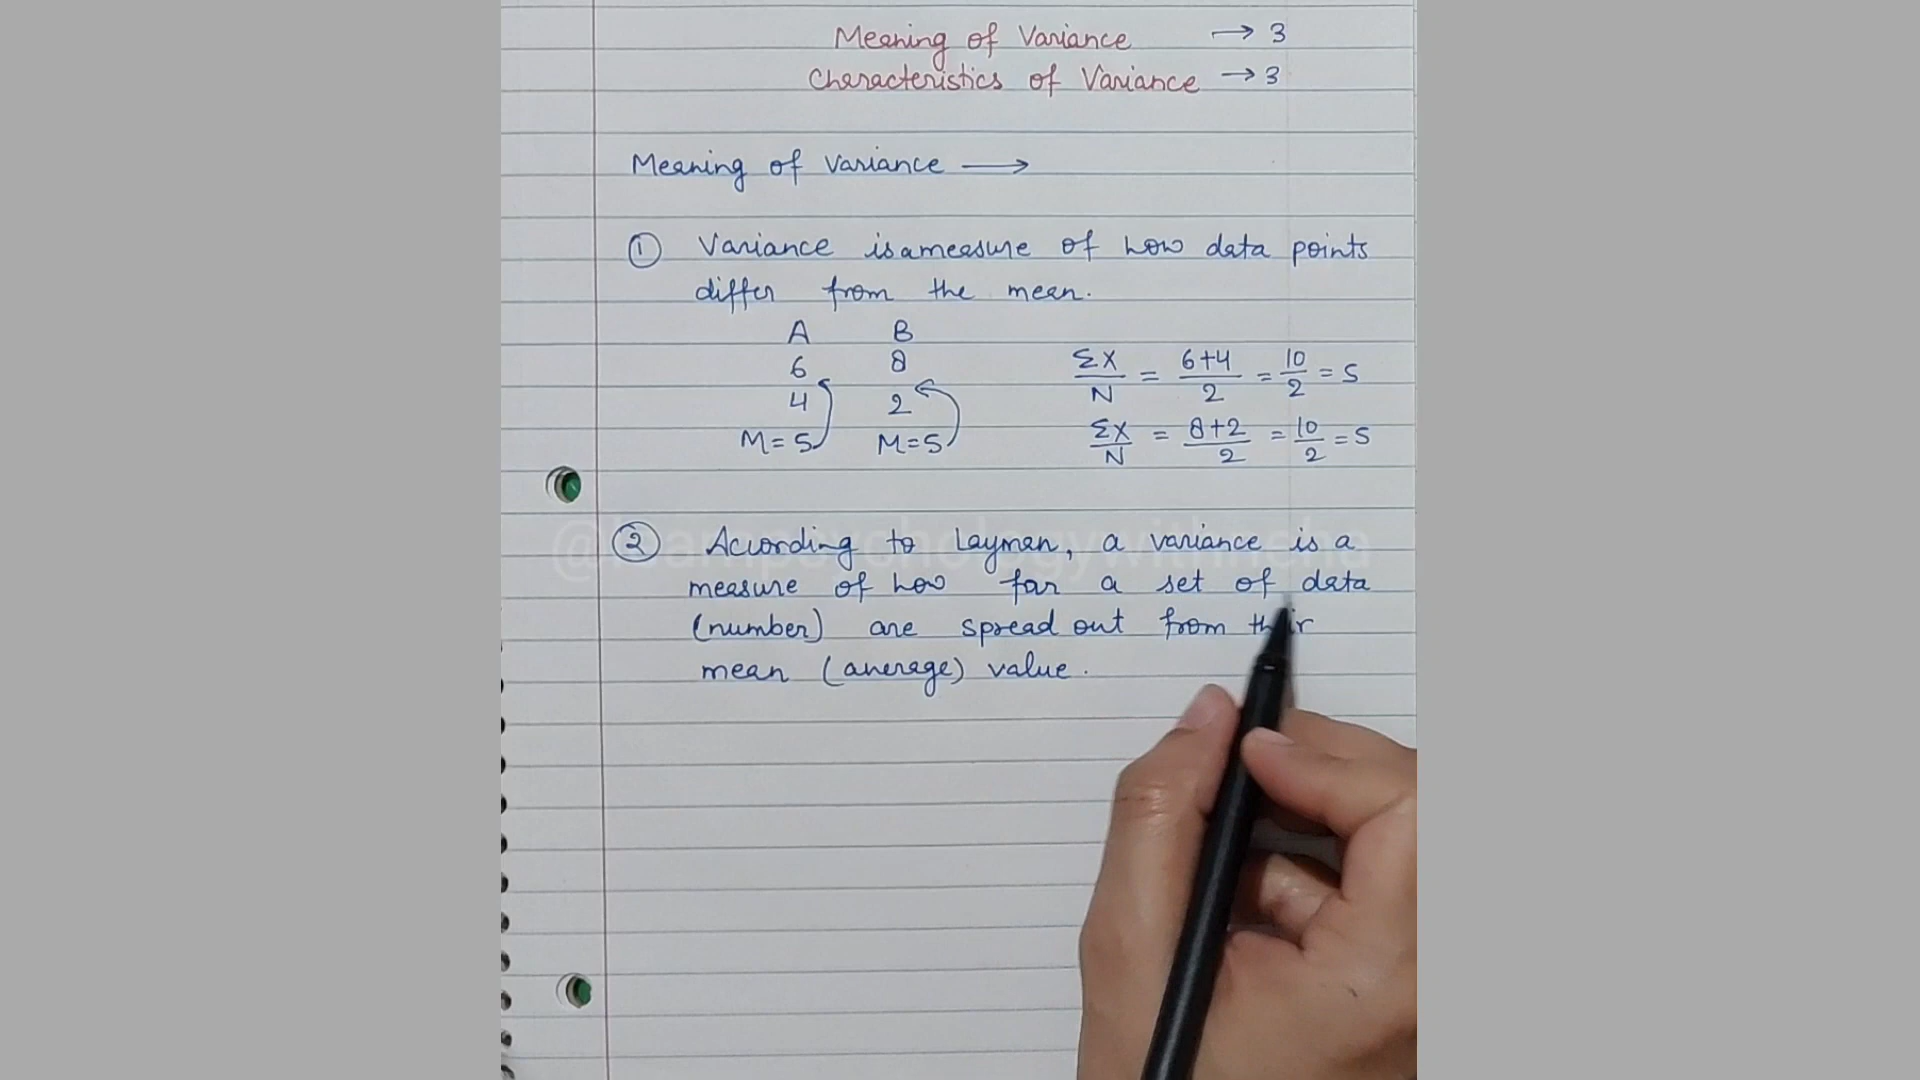 Meaning of Variance → 3
Characteristics of Variance → 3
Meaning of Variance →
① Variance is a measure of how data points
differ from the mean.
A B
6 8
4 2
M = 5 M = 5
ΣX/N = 6+4/2 = 10/2 = 5
ΣX/N = 8+2/2 = 10/2 = 5
② According to Layman, a variance is a
measure of how far a set of data
(number) are spread out from their
mean (average) value.